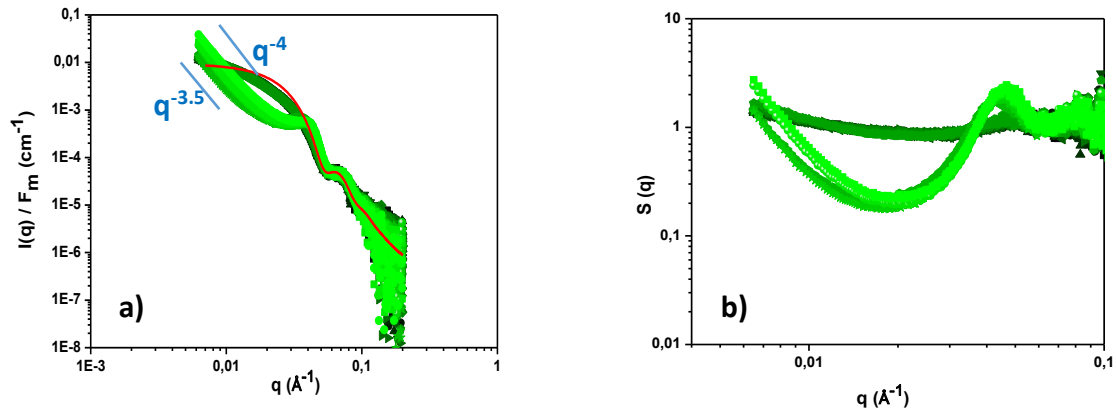 0,1
0,01
1E-3
1E-4
1E-5
1E-6
1E-7
1E-8
I(q) / Fm (cm-1)
q-4
q-3.5
a)
1E-3 0,01 0,1 1
q (Å-1)
100
10
1
0,1
0,01
S (q)
b)
0,01 0,1
q (Å-1)